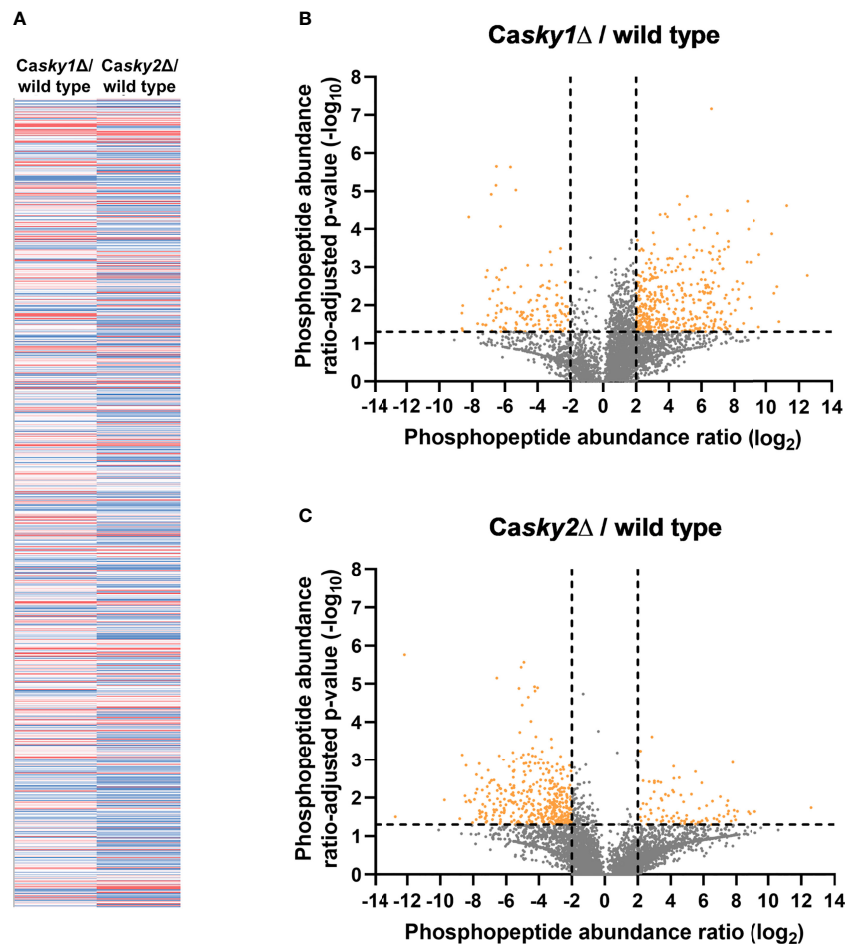 A
Casky1Δ/ Casky2Δ/
wild type wild type
B
Casky1Δ / wild type
Phosphopeptide abundance
ratio-adjusted p-value (-log10)
8
7
6
5
4
3
2
1
0
-14 -12 -10 -8 -6 -4 -2 0 2 4 6 8 10 12 14
Phosphopeptide abundance ratio (log2)
C
Casky2Δ / wild type
Phosphopeptide abundance
ratio-adjusted p-value (-log10)
8
7
6
5
4
3
2
1
0
-14 -12 -10 -8 -6 -4 -2 0 2 4 6 8 10 12 14
Phosphopeptide abundance ratio (log2)